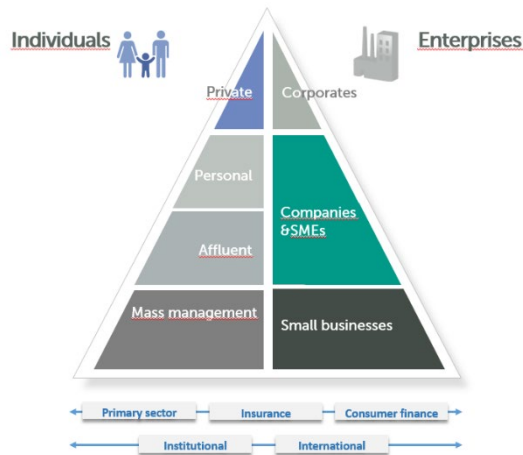 Individuals
Enterprises
Private
Corporates
Personal
Companies
&SMEs
Affluent
Mass management
Small businesses
Primary sector
Insurance
Consumer finance
Institutional
International